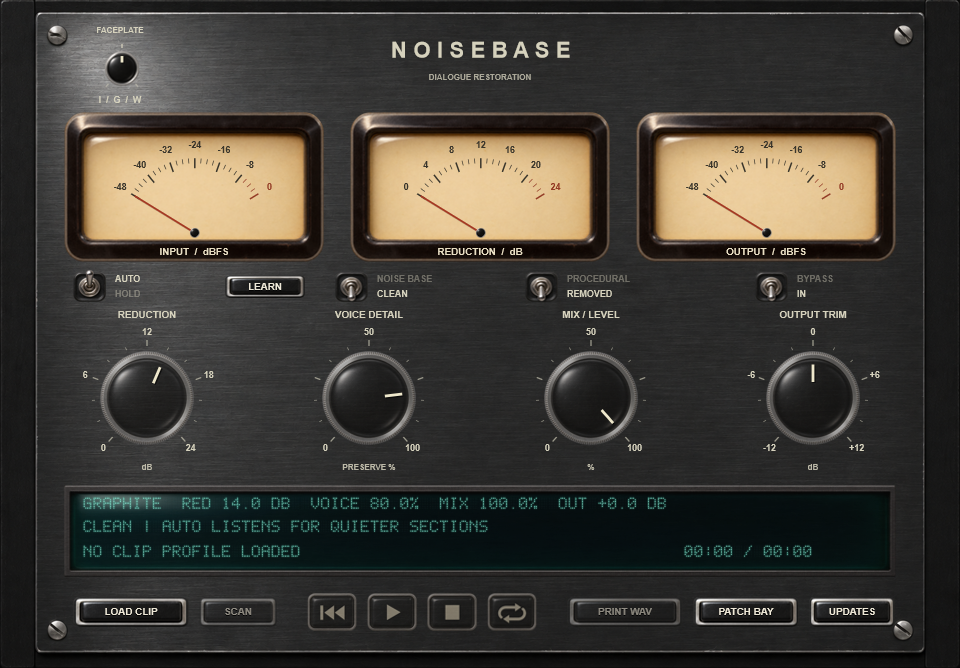 FACEPLATE
I / G / W
NOISEBASE
DIALOGUE RESTORATION
-48 -40 -32 -24 -16 -8 0
INPUT / dBFS
0 4 8 12 16 20 24
REDUCTION / dB
-48 -40 -32 -24 -16 -8 0
OUTPUT / dBFS
AUTO
HOLD
LEARN
NOISE BASE
CLEAN
PROCEDURAL
REMOVED
BYPASS
IN
REDUCTION
0 6 12 18 24
dB
VOICE DETAIL
0 50 100
PRESERVE %
MIX / LEVEL
0 50 100
%
OUTPUT TRIM
-12 -6 0 +6 +12
dB
GRAPHITE RED 14.0 DB VOICE 80.0% MIX 100.0% OUT +0.0 DB
CLEAN | AUTO LISTENS FOR QUIETER SECTIONS
NO CLIP PROFILE LOADED 00:00 / 00:00
LOAD CLIP SCAN PRINT WAV PATCH BAY UPDATES